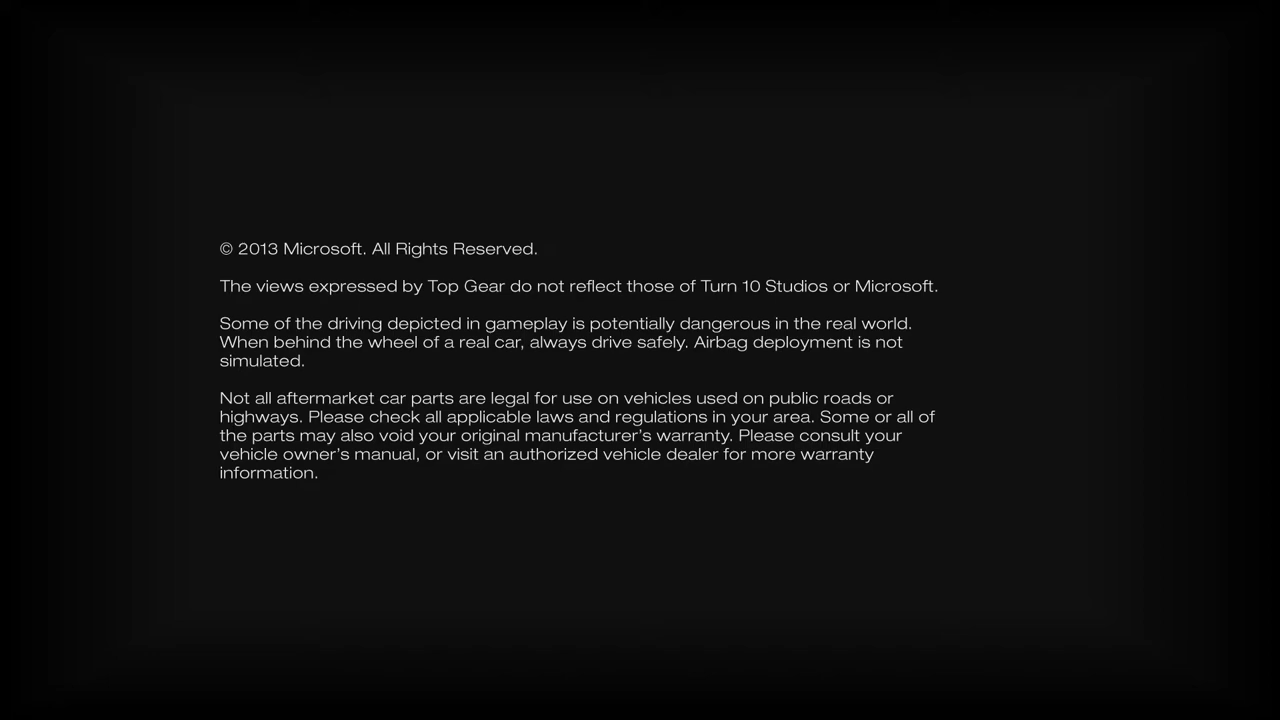 © 2013 Microsoft. All Rights Reserved.
The views expressed by Top Gear do not reflect those of Turn 10 Studios or Microsoft.
Some of the driving depicted in gameplay is potentially dangerous in the real world.
When behind the wheel of a real car, always drive safely. Airbag deployment is not
simulated.
Not all aftermarket car parts are legal for use on vehicles used on public roads or
highways. Please check all applicable laws and regulations in your area. Some or all of
the parts may also void your original manufacturer’s warranty. Please consult your
vehicle owner’s manual, or visit an authorized vehicle dealer for more warranty
information.